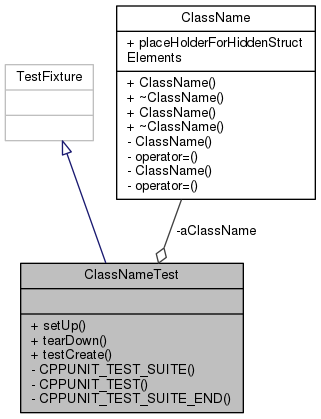 ClassName
+ placeHolderForHiddenStruct
Elements
+ ClassName()
+ ~ClassName()
+ ClassName()
+ ~ClassName()
- ClassName()
- operator=()
- ClassName()
- operator=()
TestFixture
-aClassName
ClassNameTest
+ setUp()
+ tearDown()
+ testCreate()
- CPPUNIT_TEST_SUITE()
- CPPUNIT_TEST()
- CPPUNIT_TEST_SUITE_END()